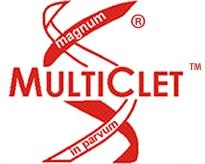 magnum ®
MULTICLET ™
in parvum